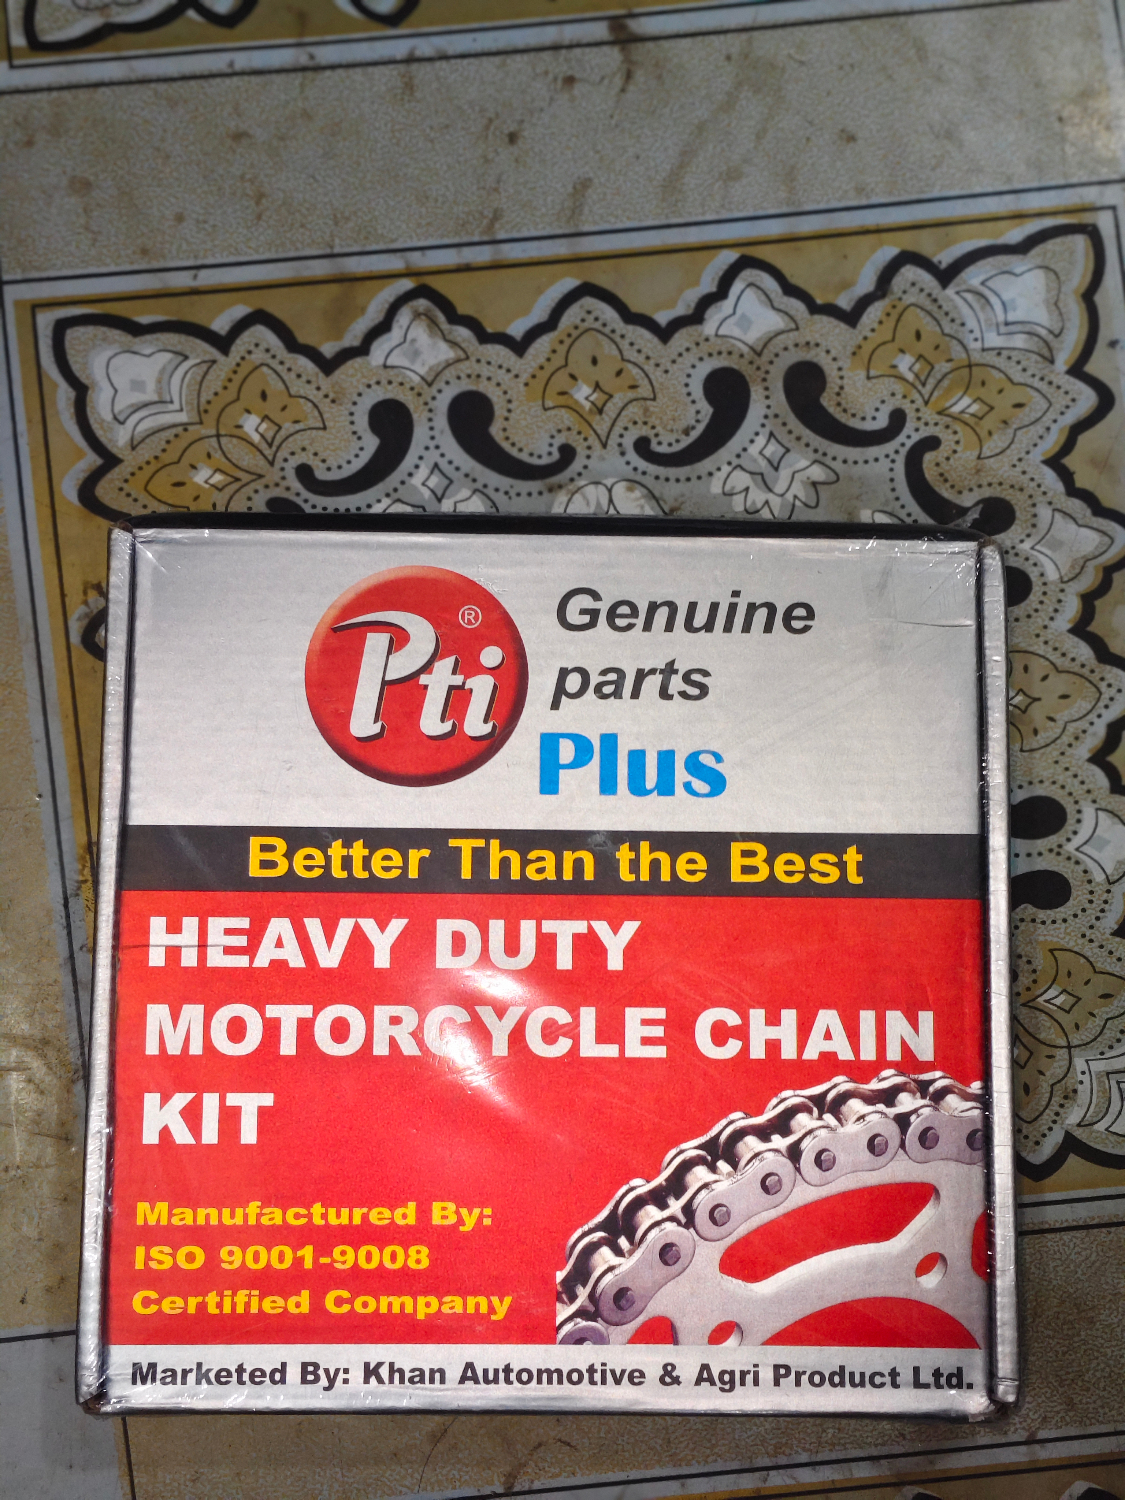 Pti ®
Genuine
parts
Plus
Better Than the Best
HEAVY DUTY
MOTORCYCLE CHAIN
KIT
Manufactured By:
ISO 9001-9008
Certified Company
Marketed By: Khan Automotive & Agri Product Ltd.